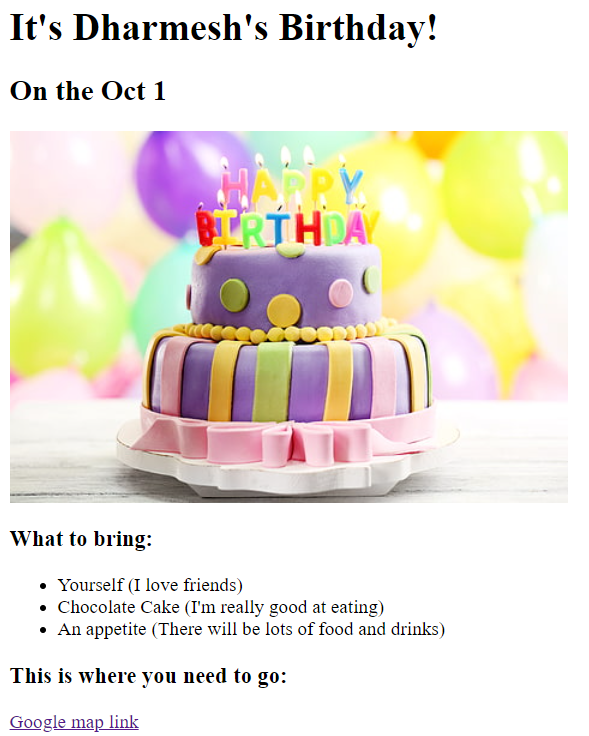 It's Dharmesh's Birthday!
On the Oct 1
HAPPY
BIRTHDAY
What to bring:
Yourself (I love friends)
Chocolate Cake (I'm really good at eating)
An appetite (There will be lots of food and drinks)
This is where you need to go:
Google map link